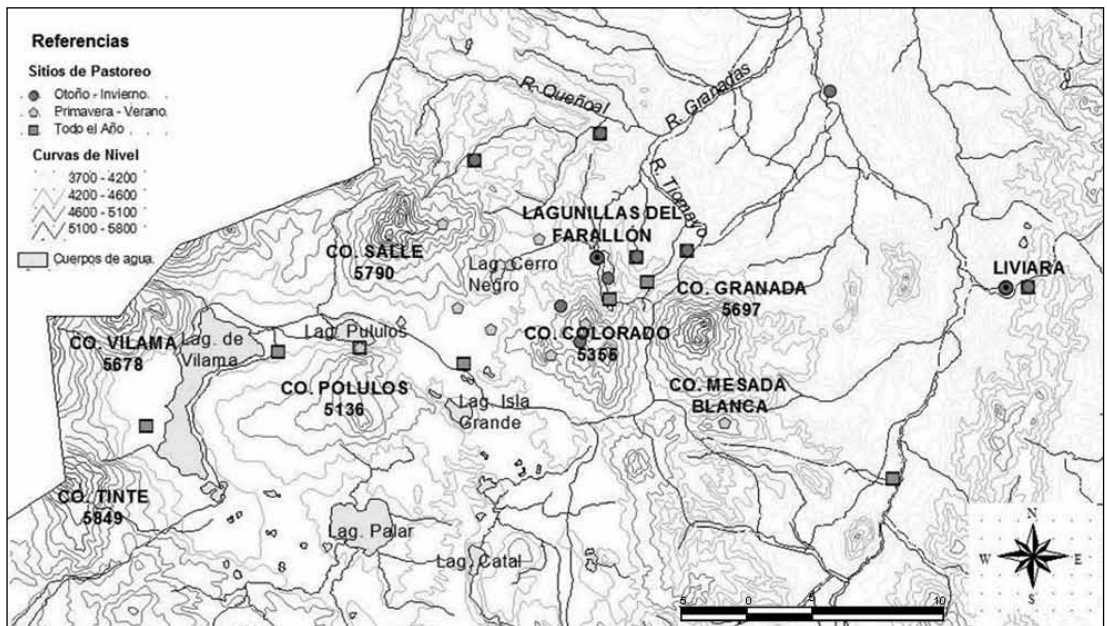 Referencias
Sitios de Pastoreo
Otoño - Invierno
Primavera - Verano
Todo el Año
Curvas de Nivel
3700 - 4200
4200 - 4600
4600 - 5100
5100 - 5800
Cuerpos de agua
R. Queñoal
R. Granadas
R. Tiomayo
LAGUNILLAS DEL
FARALLÓN
CO. SALLE
5790
Lag. Cerro
Negro
CO. GRANADA
5697
LIVIARA
CO. VILAMA
5678
Lag. de
Vilama
Lag. Pululos
CO. COLORADO
5355
CO. POLULOS
5136
CO. MESADA
BLANCA
Lag. Isla
Grande
CO. TINTE
5849
Lag. Palar
Lag. Catal
N
W
E
S
5
0
5
10